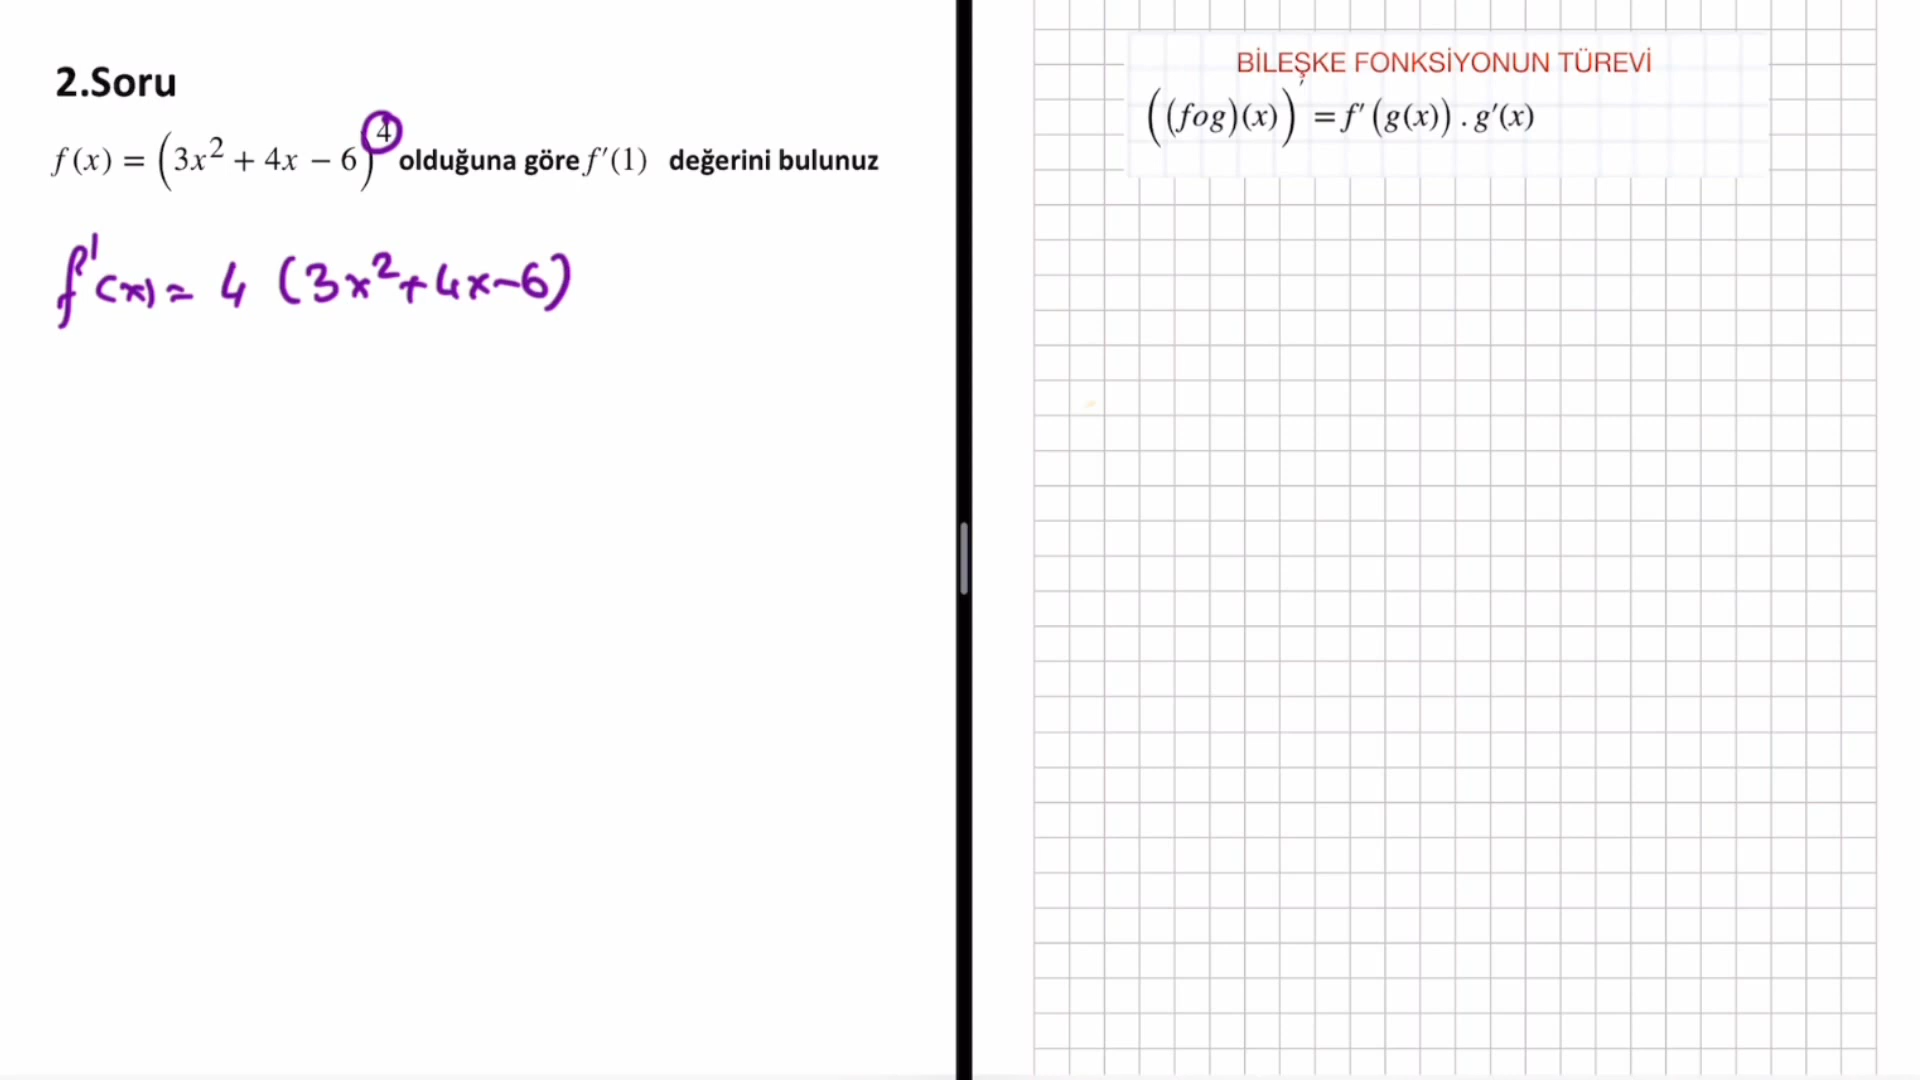 2.Soru
f(x) = (3x² + 4x − 6)⁴ olduğuna göre f′(1) değerini bulunuz
f'(x) = 4 (3x²+4x-6)
BİLEŞKE FONKSİYONUN TÜREVİ
((fog)(x))′ = f′(g(x)) . g′(x)